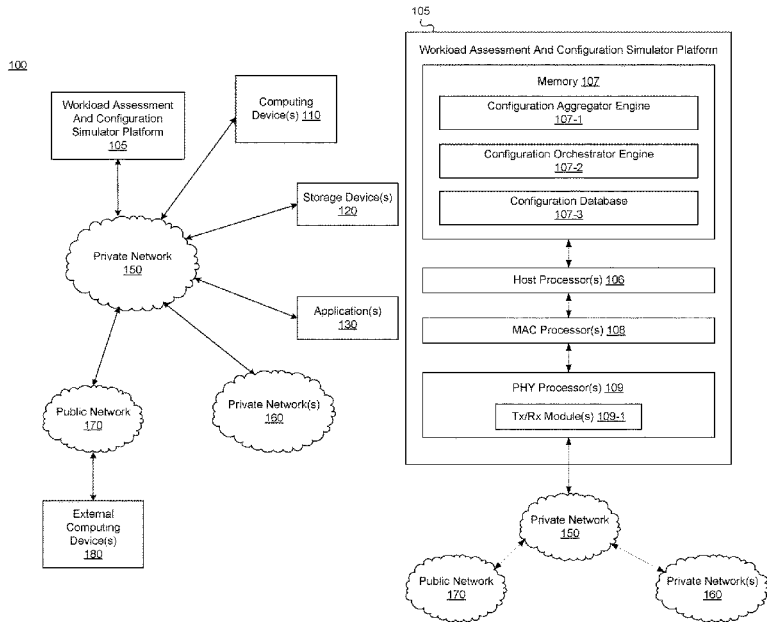 100
Workload Assessment
And Configuration
Simulator Platform
105
Computing
Device(s) 110
Storage Device(s)
120
Private Network
150
Application(s)
130
Public Network
170
Private Network(s)
160
External
Computing
Device(s)
180
105
Workload Assessment And Configuration Simulator Platform
Memory 107
Configuration Aggregator Engine
107-1
Configuration Orchestrator Engine
107-2
Configuration Database
107-3
Host Processor(s) 106
MAC Processor(s) 108
PHY Processor(s) 109
Tx/Rx Module(s) 109-1
Private Network
150
Public Network
170
Private Network(s)
160